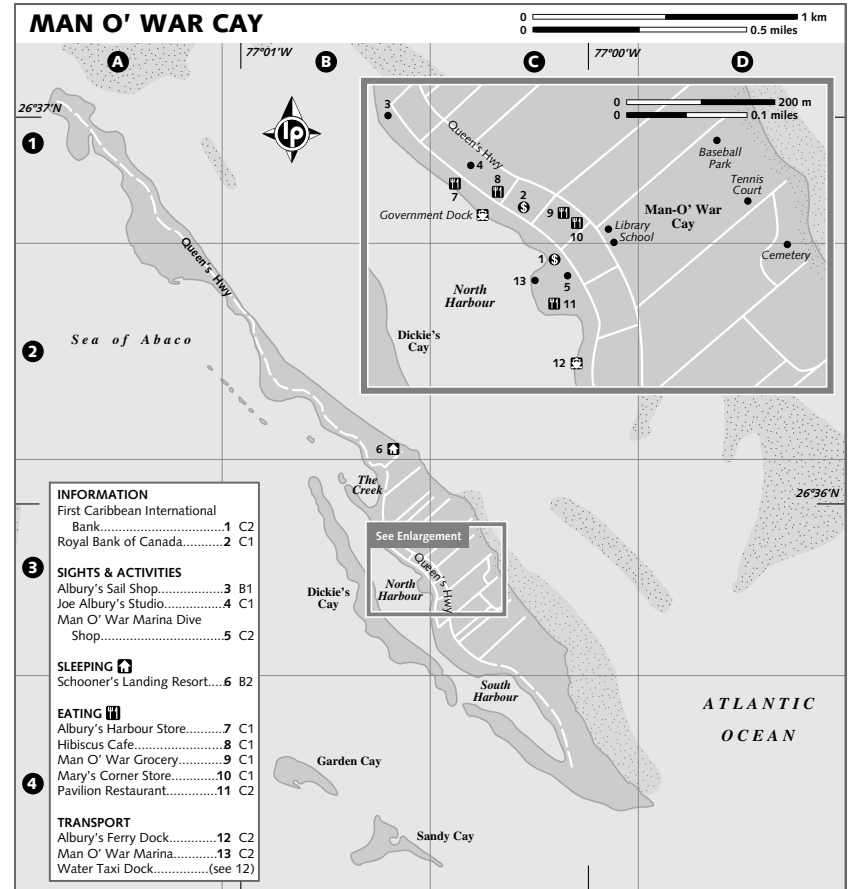 MAN O' WAR CAY
0 1 km
0 0.5 miles
77°01'W
77°00'W
A B C D
26°37'N
1
lp
Queen's Hwy
Sea of Abaco
2
0 200 m
0 0.1 miles
3
Queen's Hwy
4
Baseball
Park
8
7
2
Tennis
Court
Government Dock
9
Man-O' War
Cay
10
Library
School
Cemetery
1
North
Harbour
13
5
11
Dickie's
Cay
12
6
The
Creek
26°36'N
3
See Enlargement
Queen's Hwy
North
Harbour
Dickie's
Cay
South
Harbour
ATLANTIC
OCEAN
4
Garden Cay
Sandy Cay
INFORMATION
First Caribbean International
Bank...............................1 C2
Royal Bank of Canada..........2 C1
SIGHTS & ACTIVITIES
Albury's Sail Shop................3 B1
Joe Albury's Studio...............4 C1
Man O' War Marina Dive
Shop...............................5 C2
SLEEPING
Schooner's Landing Resort....6 B2
EATING
Albury's Harbour Store.........7 C1
Hibiscus Cafe......................8 C1
Man O' War Grocery............9 C1
Mary's Corner Store...........10 C1
Pavilion Restaurant.............11 C2
TRANSPORT
Albury's Ferry Dock............12 C2
Man O' War Marina...........13 C2
Water Taxi Dock..............(see 12)